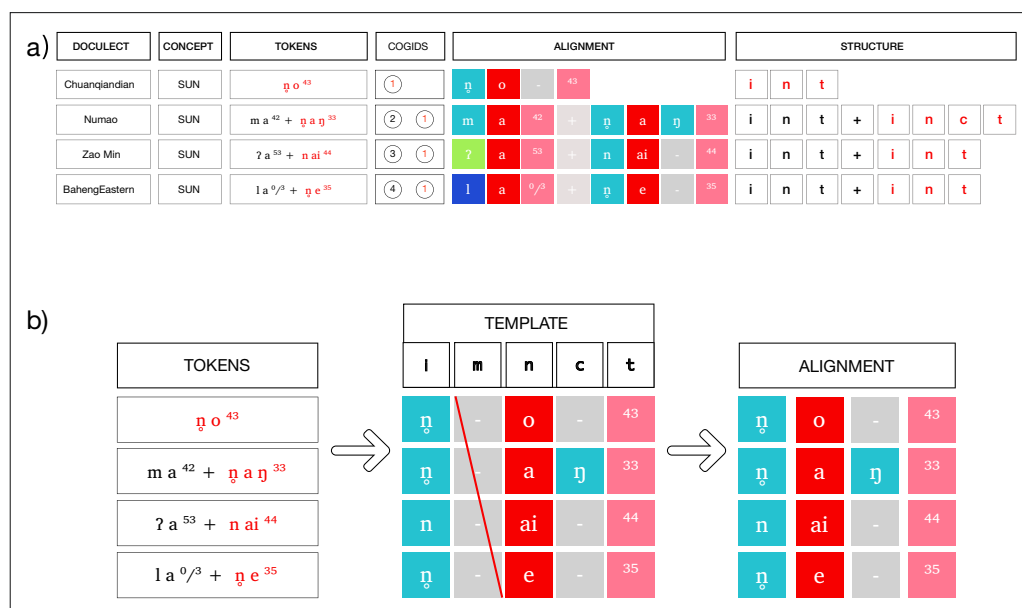 a)
DOCULECT CONCEPT TOKENS COGIDS ALIGNMENT STRUCTURE
Chuanqiandian SUN n̥ o ⁴³ 1 n̥ o - ⁴³ i n t
Numao SUN m a ⁴² + n̥ a ŋ ³³ 2 1 m a ⁴² + n̥ a ŋ ³³ i n t + i n c t
Zao Min SUN ʔ a ⁵³ + n ai ⁴⁴ 3 1 ʔ a ⁵³ + n ai - ⁴⁴ i n t + i n t
BahengEastern SUN l a ⁰/³ + n̥ e ³⁵ 4 1 l a ⁰/³ + n̥ e - ³⁵ i n t + i n t
b)
TEMPLATE
TOKENS I m n c t ALIGNMENT
n̥ o ⁴³ n̥ - o - ⁴³ n̥ o - ⁴³
m a ⁴² + n̥ a ŋ ³³ n̥ - a ŋ ³³ n̥ a ŋ ³³
ʔ a ⁵³ + n ai ⁴⁴ n - ai - ⁴⁴ n ai - ⁴⁴
l a ⁰/³ + n̥ e ³⁵ n̥ - e - ³⁵ n̥ e - ³⁵